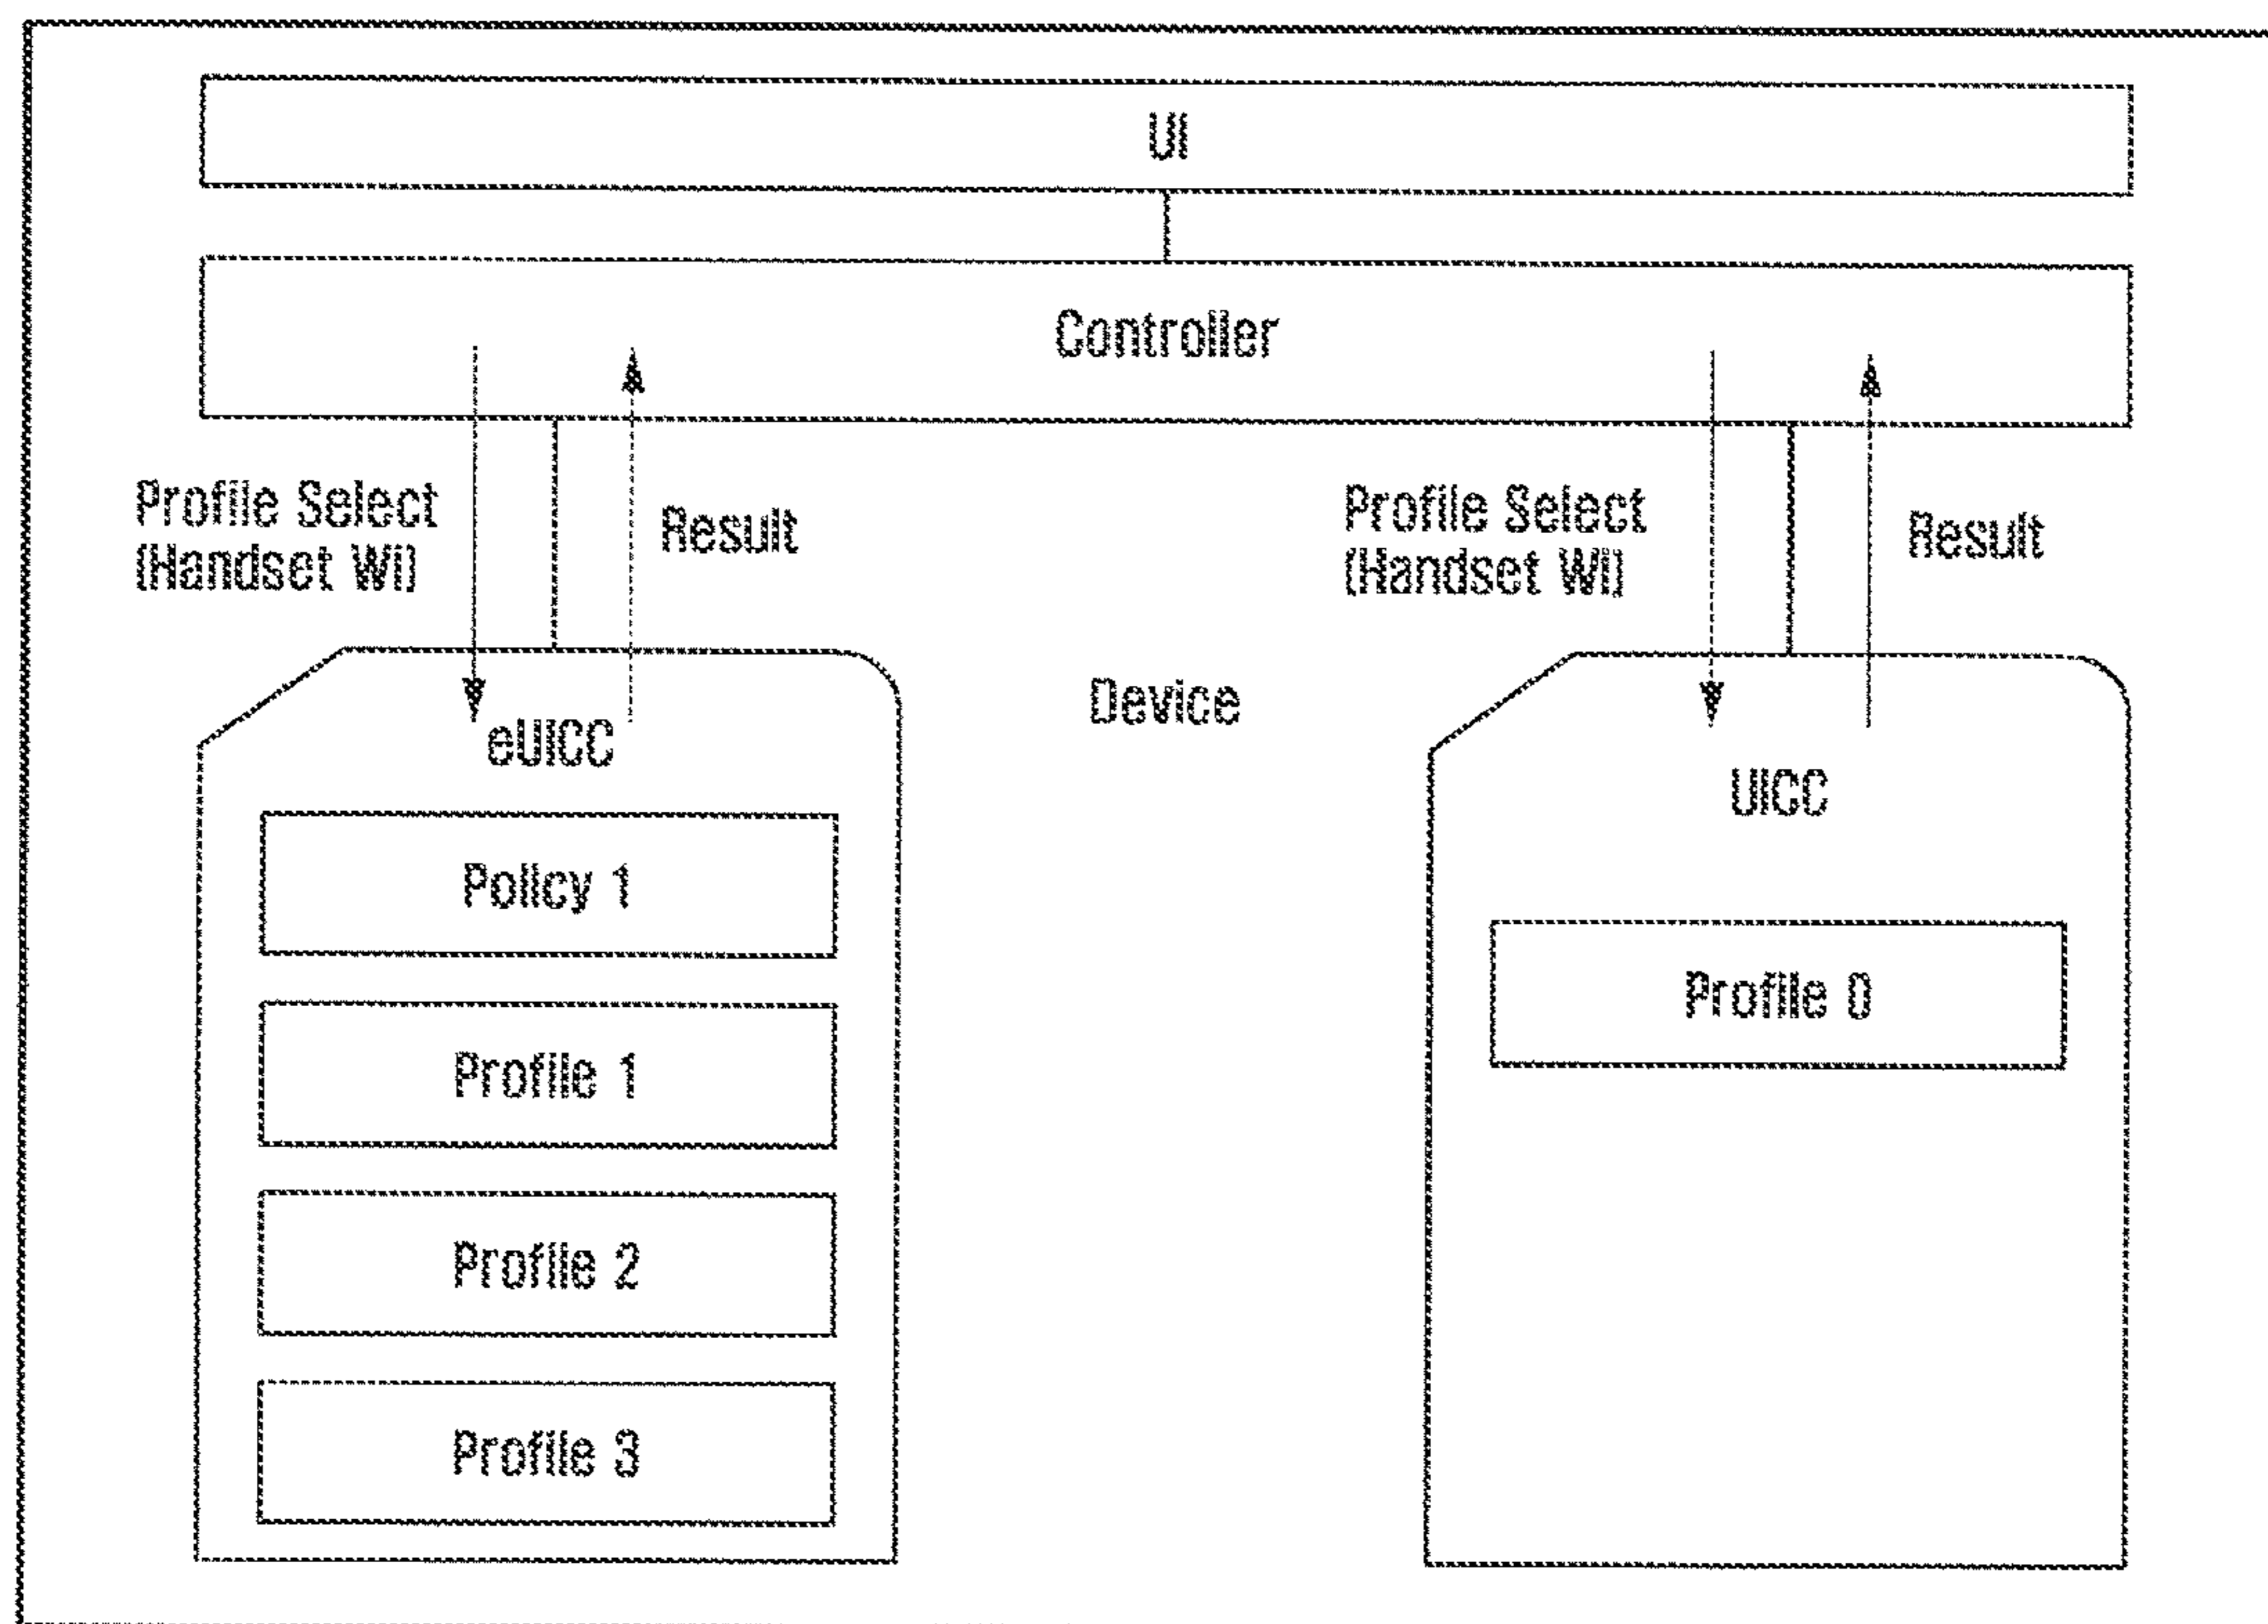 UI
Controller
Profile Select
(Handset Wi)
Result
Profile Select
(Handset Wi)
Result
Device
eUICC
UICC
Policy 1
Profile 0
Profile 1
Profile 2
Profile 3